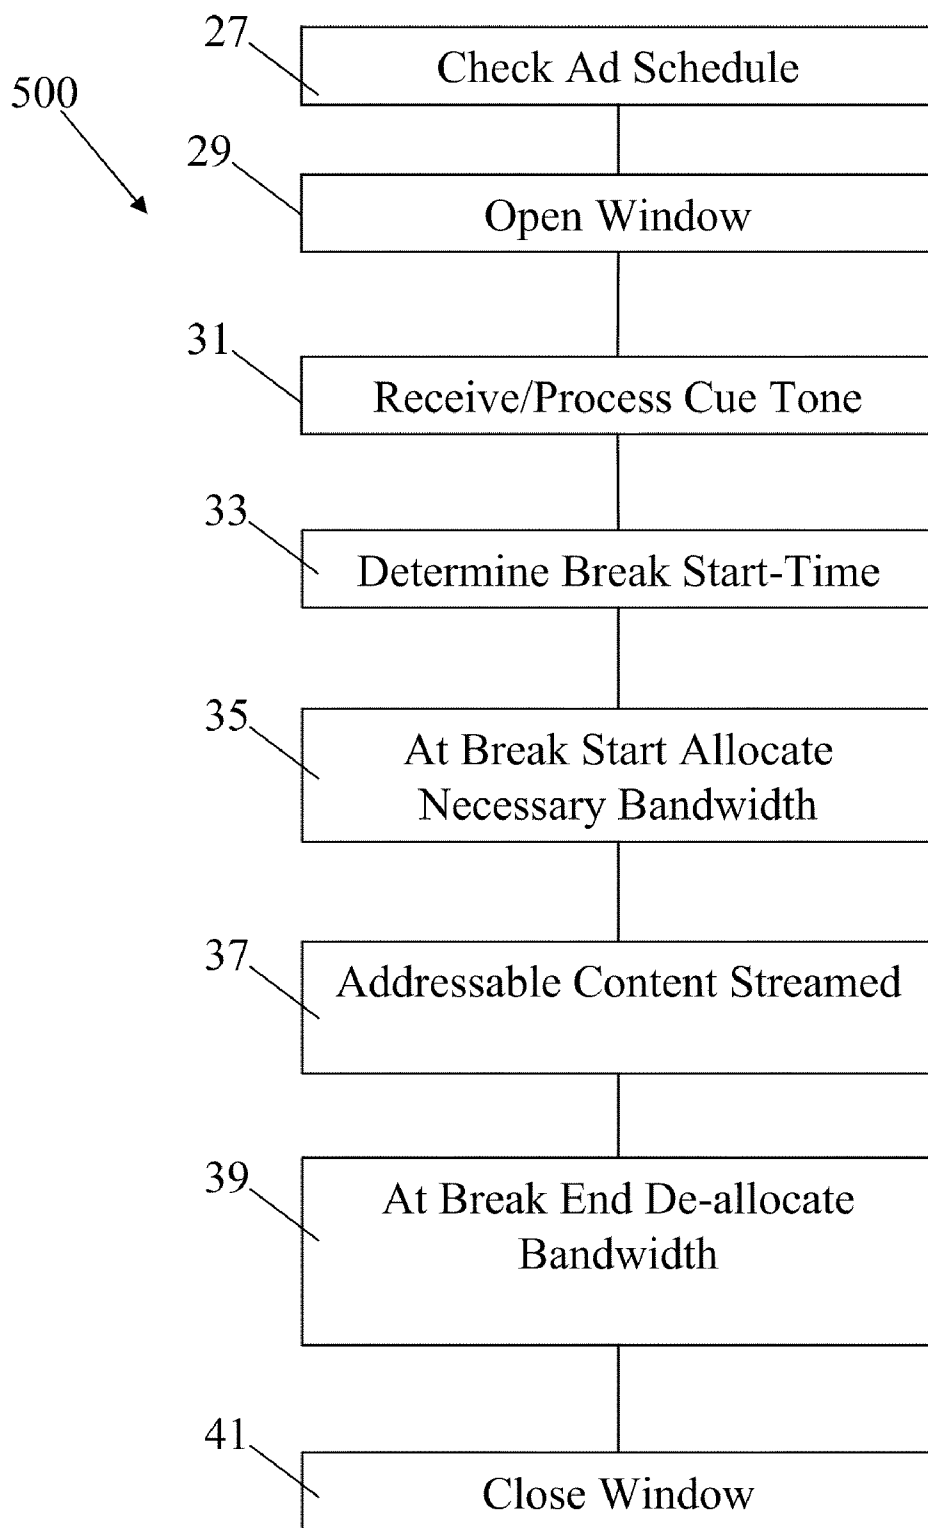 27
Check Ad Schedule
500
29
Open Window
31
Receive/Process Cue Tone
33
Determine Break Start-Time
35
At Break Start Allocate
Necessary Bandwidth
37
Addressable Content Streamed
39
At Break End De-allocate
Bandwidth
41
Close Window